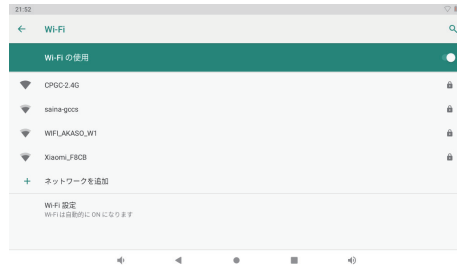 21:52
Wi-Fi
Wi-Fi の使用
CPGC-2.4G
saina-gccs
WIFI_AKASO_W1
Xiaomi_F8CB
ネットワークを追加
Wi-Fi 設定
Wi-Fi は自動的に ON になります